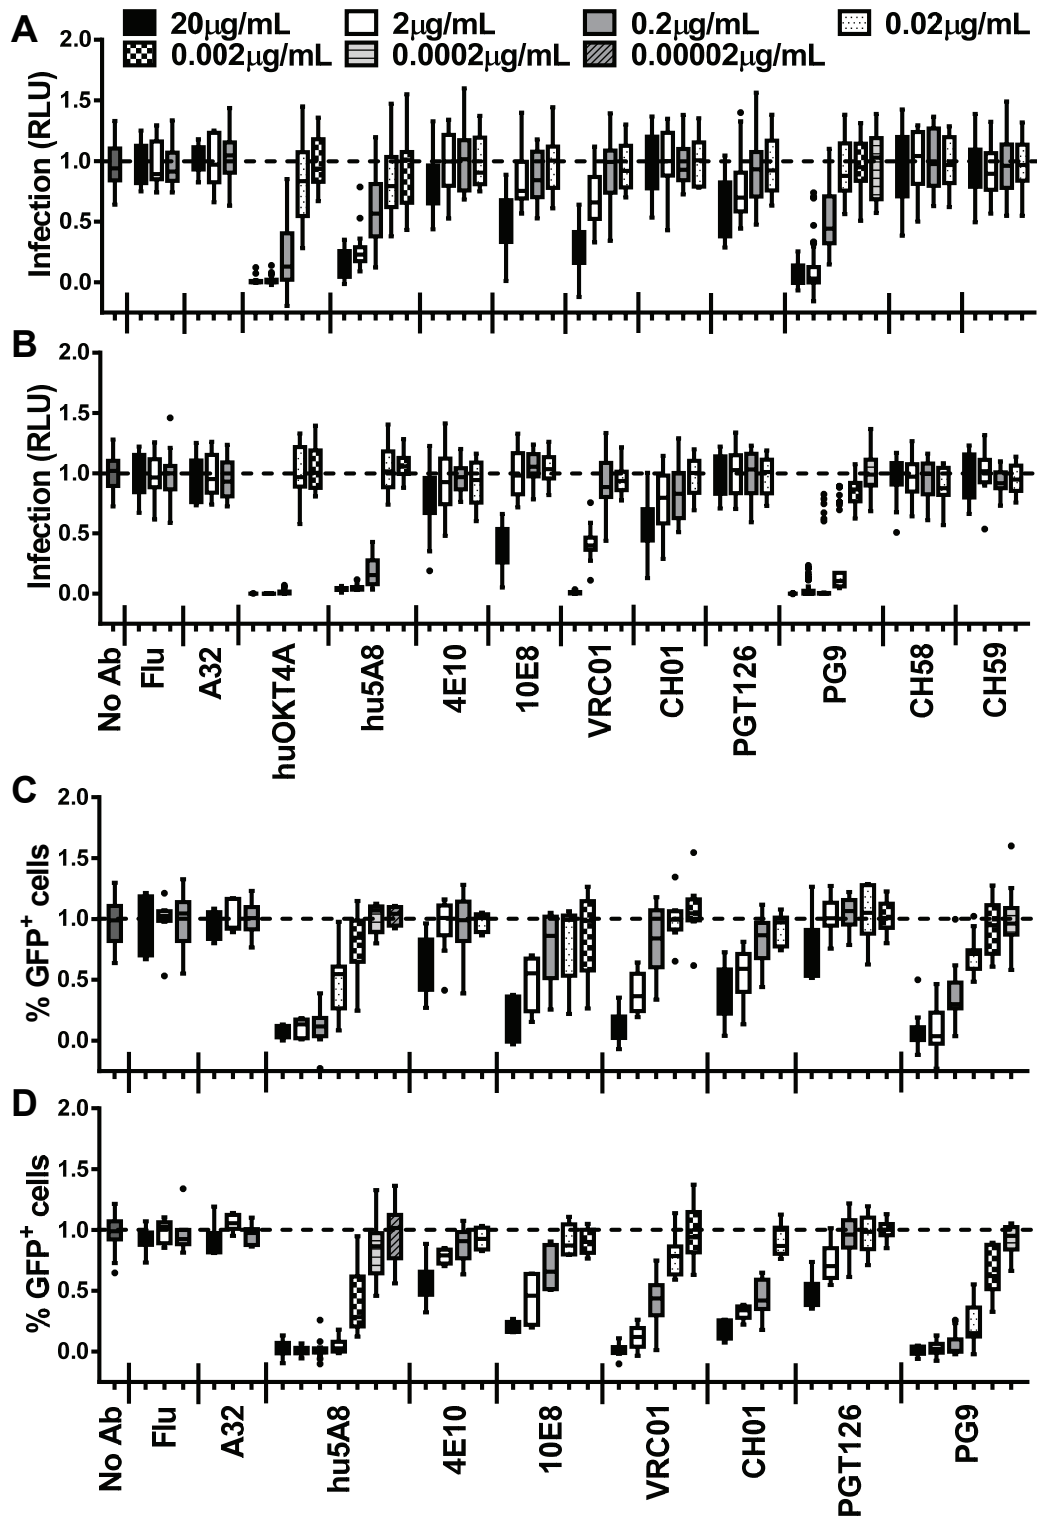 A
20µg/mL 2µg/mL 0.2µg/mL 0.02µg/mL
0.002µg/mL 0.0002µg/mL 0.00002µg/mL
Infection (RLU)
2.0
1.5
1.0
0.5
0.0
B
Infection (RLU)
2.0
1.5
1.0
0.5
0.0
No Ab Flu A32 huOKT4A hu5A8 4E10 10E8 VRC01 CH01 PGT126 PG9 CH58 CH59
C
% GFP⁺ cells
2.0
1.5
1.0
0.5
0.0
D
% GFP⁺ cells
2.0
1.5
1.0
0.5
0.0
No Ab Flu A32 hu5A8 4E10 10E8 VRC01 CH01 PGT126 PG9